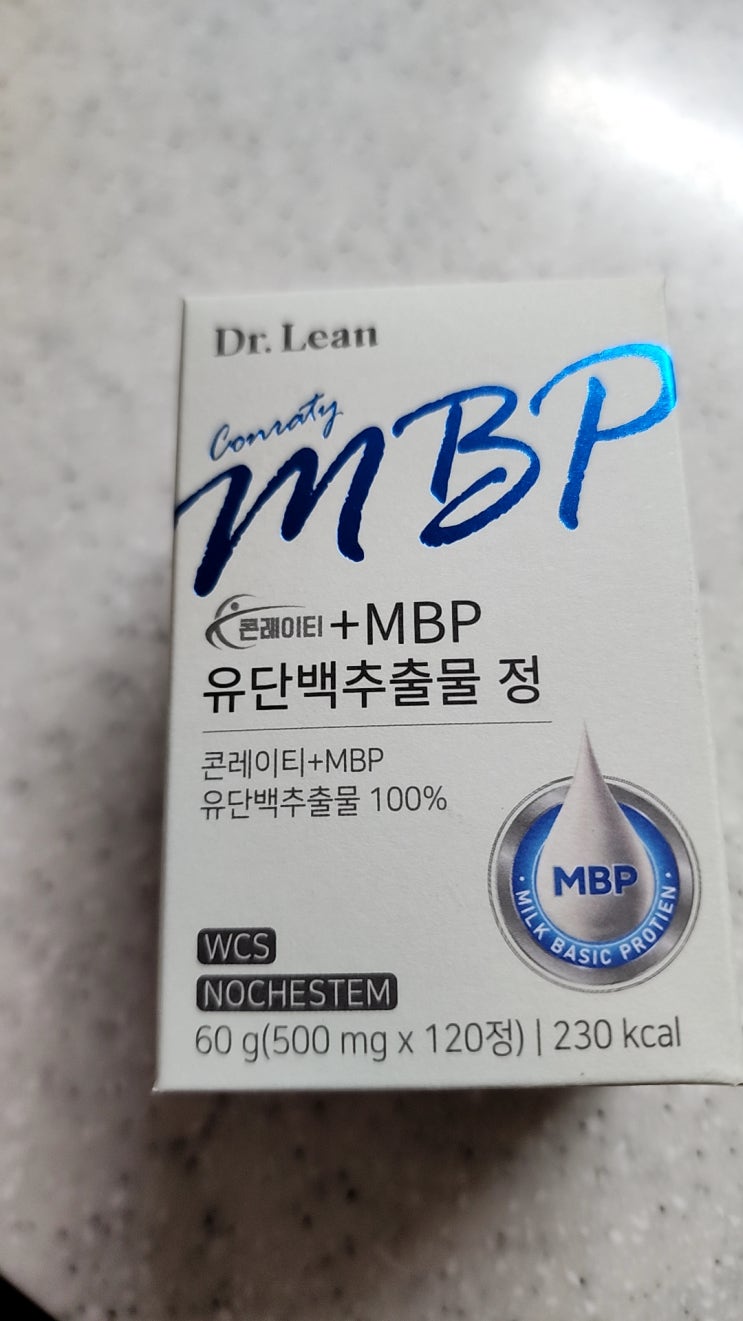 Dr. Lean
Conraty
MBP
콘래이티 +MBP
유단백추출물 정
콘레이티+MBP
유단백추출물 100%
MBP
· MILK BASIC PROTIEN ·
WCS
NOCHESTEM
60 g(500 mg x 120정) | 230 kcal